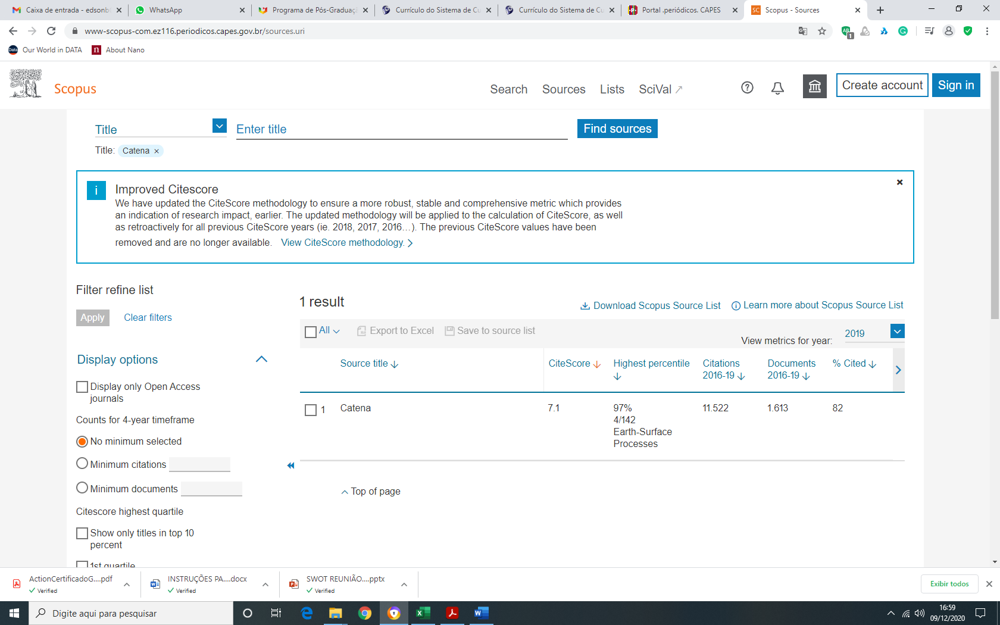 Caixa de entrada - edsonb
WhatsApp
Programa de Pós-Graduaç
Currículo do Sistema de Cu
Currículo do Sistema de Cu
Portal .periódicos. CAPES
SC Scopus - Sources
www-scopus-com.ez116.periodicos.capes.gov.br/sources.uri
Data Our World in DATA
n About Nano
Scopus
Search Sources Lists SciVal
Create account Sign in
Title
Enter title
Find sources
Title: Catena ×
i
Improved Citescore
We have updated the CiteScore methodology to ensure a more robust, stable and comprehensive metric which provides
an indication of research impact, earlier. The updated methodology will be applied to the calculation of CiteScore, as well
as retroactively for all previous CiteScore years (ie. 2018, 2017, 2016…). The previous CiteScore values have been
removed and are no longer available. View CiteScore methodology.
Filter refine list
Apply Clear filters
Display options
Display only Open Access
journals
Counts for 4-year timeframe
No minimum selected
Minimum citations
Minimum documents
Citescore highest quartile
Show only titles in top 10
percent
1st quartile
1 result
Download Scopus Source List
Learn more about Scopus Source List
All
Export to Excel
Save to source list
View metrics for year: 2019
Source title
CiteScore
Highest percentile
Citations
2016-19
Documents
2016-19
% Cited
1 Catena 7.1 97% 11.522 1.613 82
4/142
Earth-Surface
Processes
Top of page
ActionCertificadoG....pdf
Verified
INSTRUÇÕES PA....docx
Verified
SWOT REUNIÃO....pptx
Verified
Exibir todos
Digite aqui para pesquisar
16:59
09/12/2020